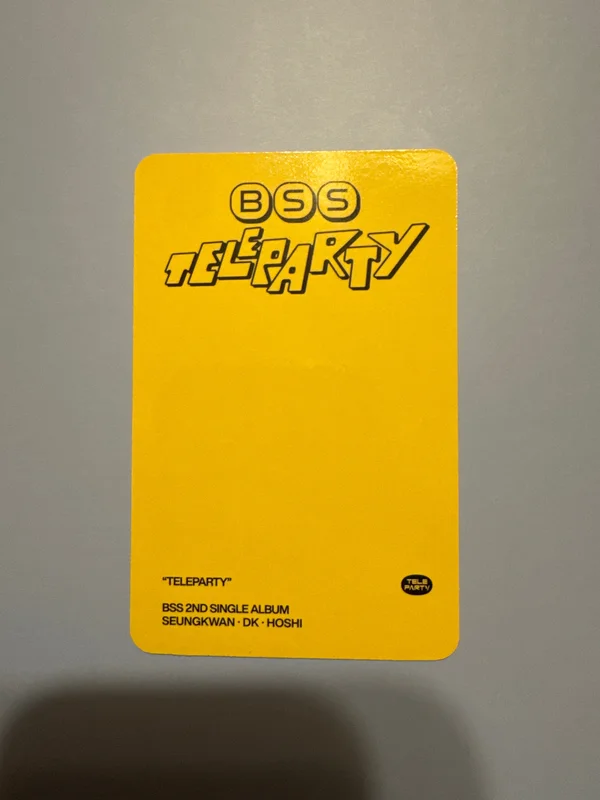 BSS
TELEPARTY
“TELEPARTY”
TELE
PARTY
BSS 2ND SINGLE ALBUM
SEUNGKWAN · DK · HOSHI